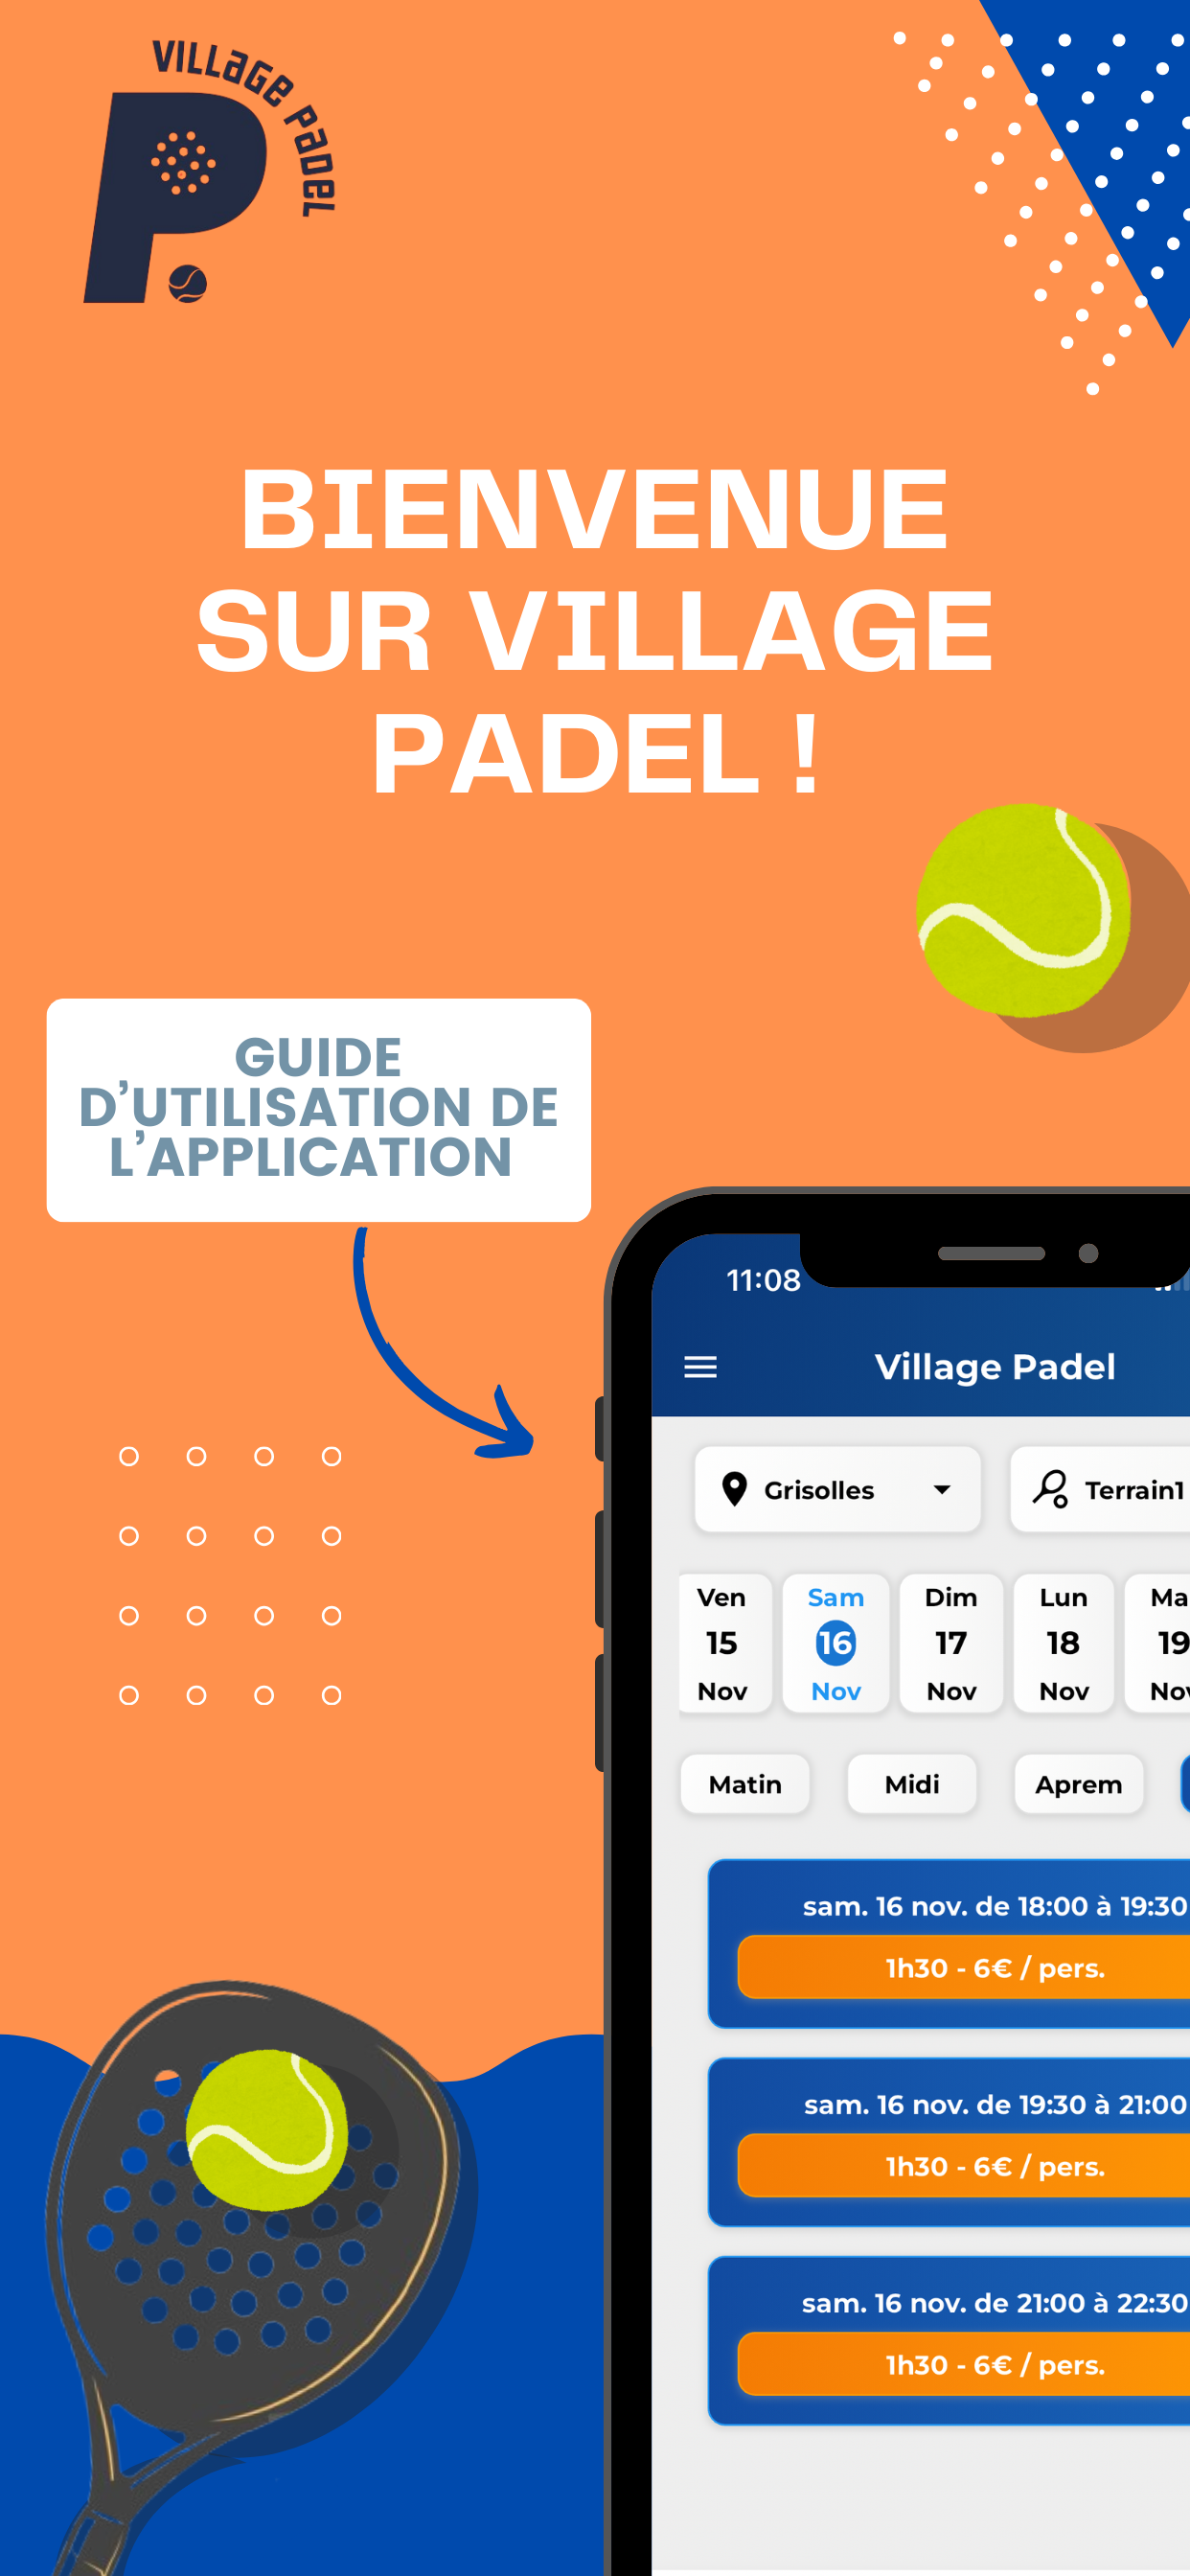 VILLAGE PADEL
BIENVENUE
SUR VILLAGE
PADEL !
GUIDE
D’UTILISATION DE
L’APPLICATION
11:08
Village Padel
Grisolles
Terrain1
Ven
Sam
Dim
Lun
Ma
15
16
17
18
19
Nov
Nov
Nov
Nov
Nov
Matin
Midi
Aprem
sam. 16 nov. de 18:00 à 19:30
1h30 - 6€ / pers.
sam. 16 nov. de 19:30 à 21:00
1h30 - 6€ / pers.
sam. 16 nov. de 21:00 à 22:30
1h30 - 6€ / pers.